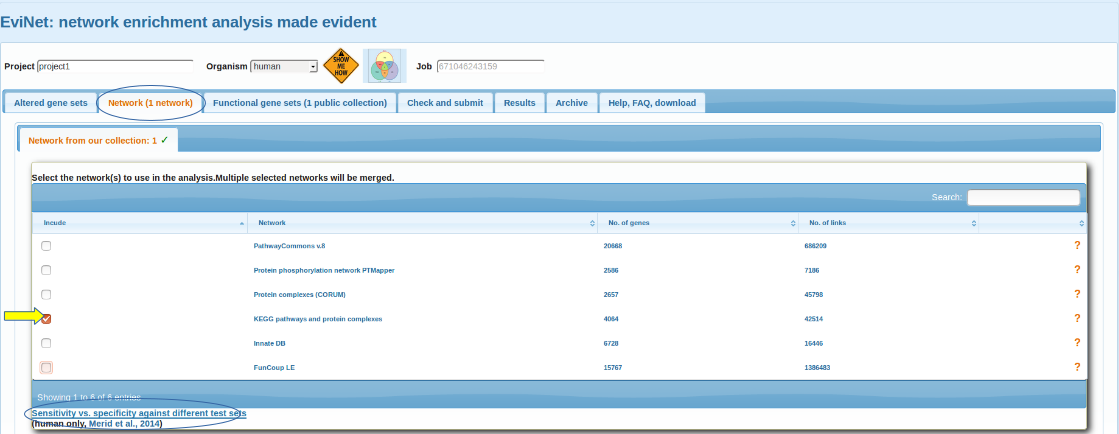 EviNet: network enrichment analysis made evident
Project project1 Organism human SHOW ME HOW Job 671046243159
Altered gene sets Network (1 network) Functional gene sets (1 public collection) Check and submit Results Archive Help, FAQ, download
Network from our collection: 1 ✓
Select the network(s) to use in the analysis.Multiple selected networks will be merged.
Search:
Incude Network No. of genes No. of links
PathwayCommons v.8 20668 686209 ?
Protein phosphorylation network PTMapper 2586 7186 ?
Protein complexes (CORUM) 2657 45798 ?
KEGG pathways and protein complexes 4064 42514 ?
Innate DB 6728 16446 ?
FunCoup LE 15767 1386483 ?
Showing 1 to 6 of 6 entries
Sensitivity vs. specificity against different test sets
(human only, Merid et al., 2014)